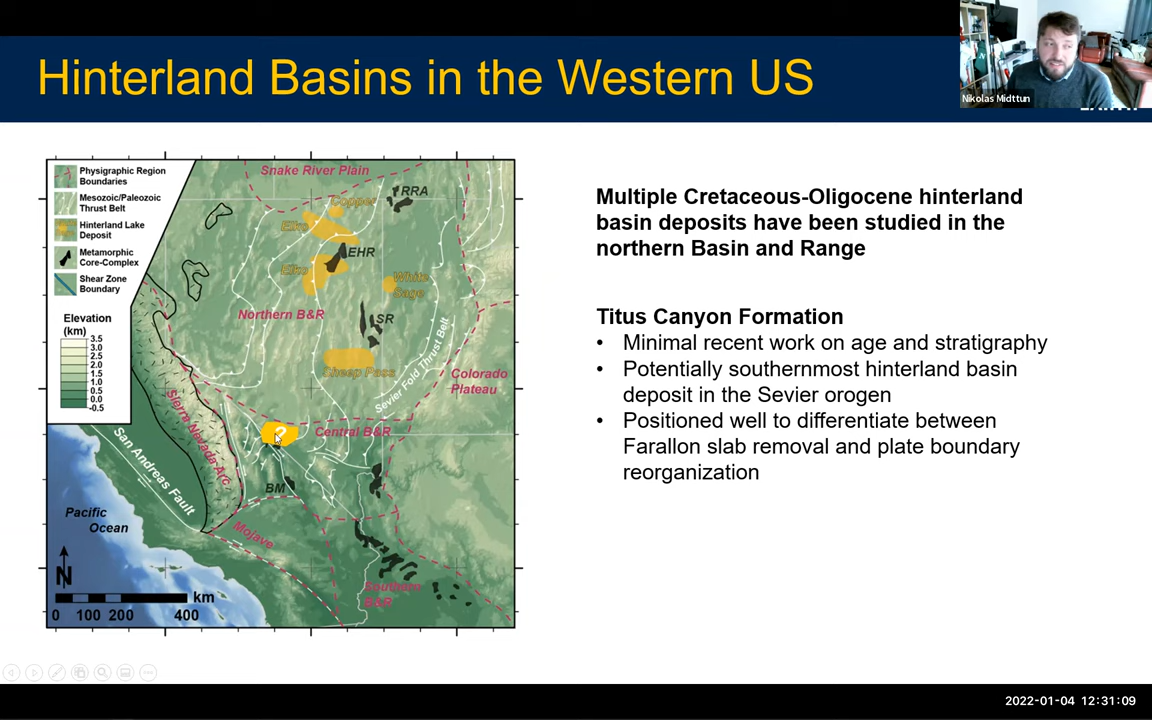 Hinterland Basins in the Western US
Nikolas Midttun
Physiographic Region
Boundaries
Mesozoic/Paleozoic
Thrust Belt
Hinterland Lake
Deposit
Metamorphic
Core-Complex
Shear Zone
Boundary
Elevation
(km)
3.5
3.0
2.5
2.0
1.5
1.0
0.5
0.0
-0.5
Snake River Plain
RRA
Copper
Elko
EHR
Elko
White
Sage
Northern B&R
SR
Sheep Pass
Sevier Fold Thrust Belt
Colorado
Plateau
Sierra Nevada Arc
?
Central B&R
San Andreas Fault
BM
Pacific
Ocean
Mojave
Southern
B&R
N
km
0 100 200 400
Multiple Cretaceous-Oligocene hinterland
basin deposits have been studied in the
northern Basin and Range
Titus Canyon Formation
• Minimal recent work on age and stratigraphy
• Potentially southernmost hinterland basin
deposit in the Sevier orogen
• Positioned well to differentiate between
Farallon slab removal and plate boundary
reorganization
2022-01-04 12:31:09